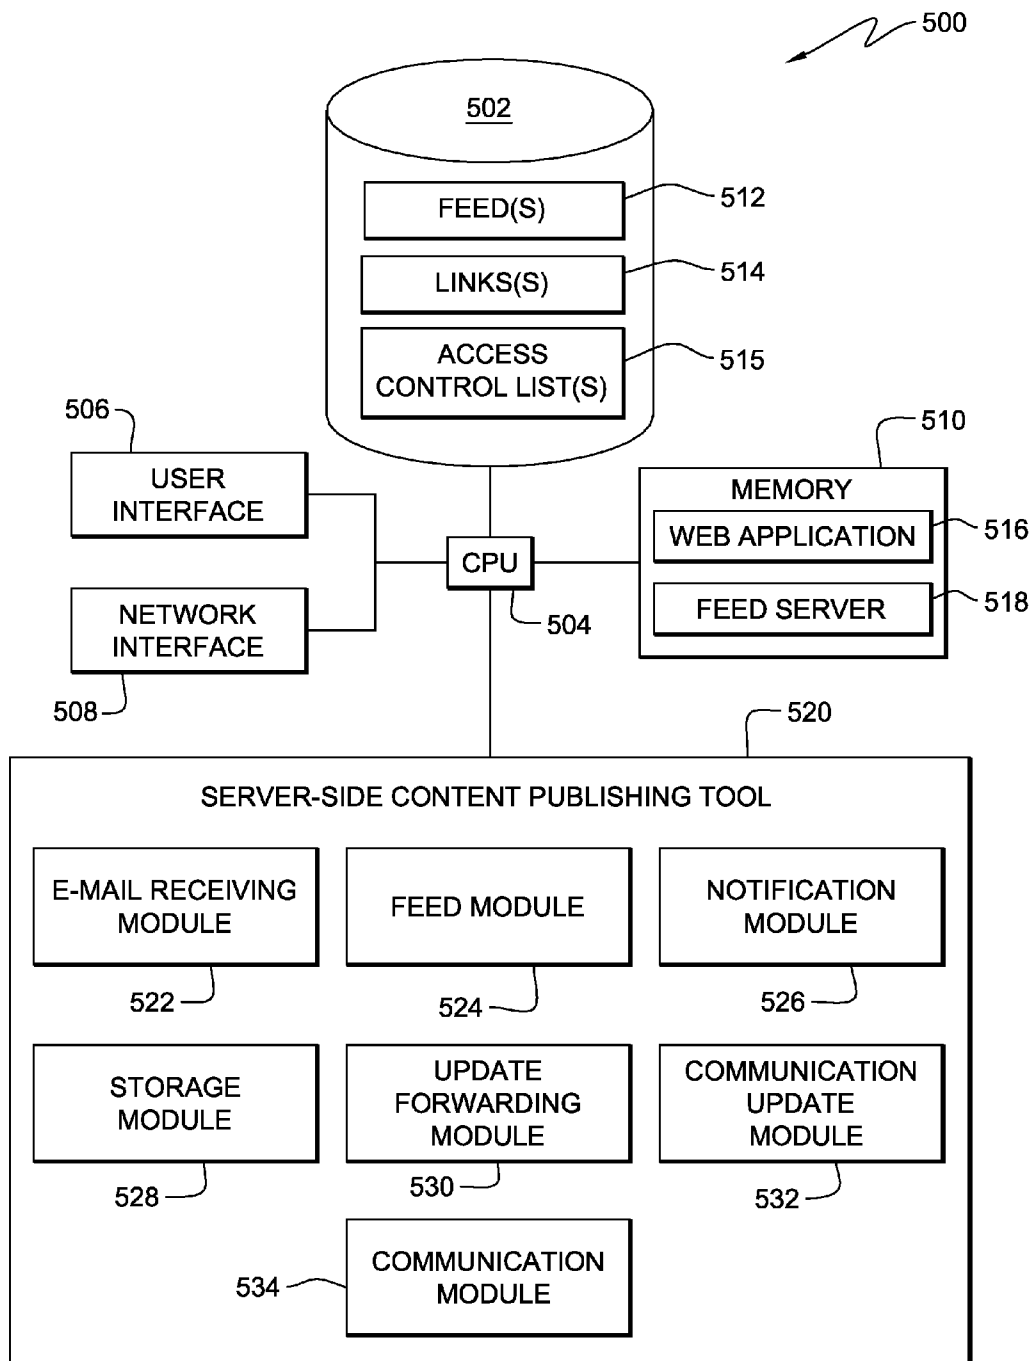 500
502
FEED(S)
512
LINKS(S)
514
ACCESS
CONTROL LIST(S)
515
506
USER
INTERFACE
510
MEMORY
WEB APPLICATION
516
CPU
504
FEED SERVER
518
NETWORK
INTERFACE
508
520
SERVER-SIDE CONTENT PUBLISHING TOOL
E-MAIL RECEIVING
MODULE
522
FEED MODULE
524
NOTIFICATION
MODULE
526
STORAGE
MODULE
528
UPDATE
FORWARDING
MODULE
530
COMMUNICATION
UPDATE
MODULE
532
534
COMMUNICATION
MODULE